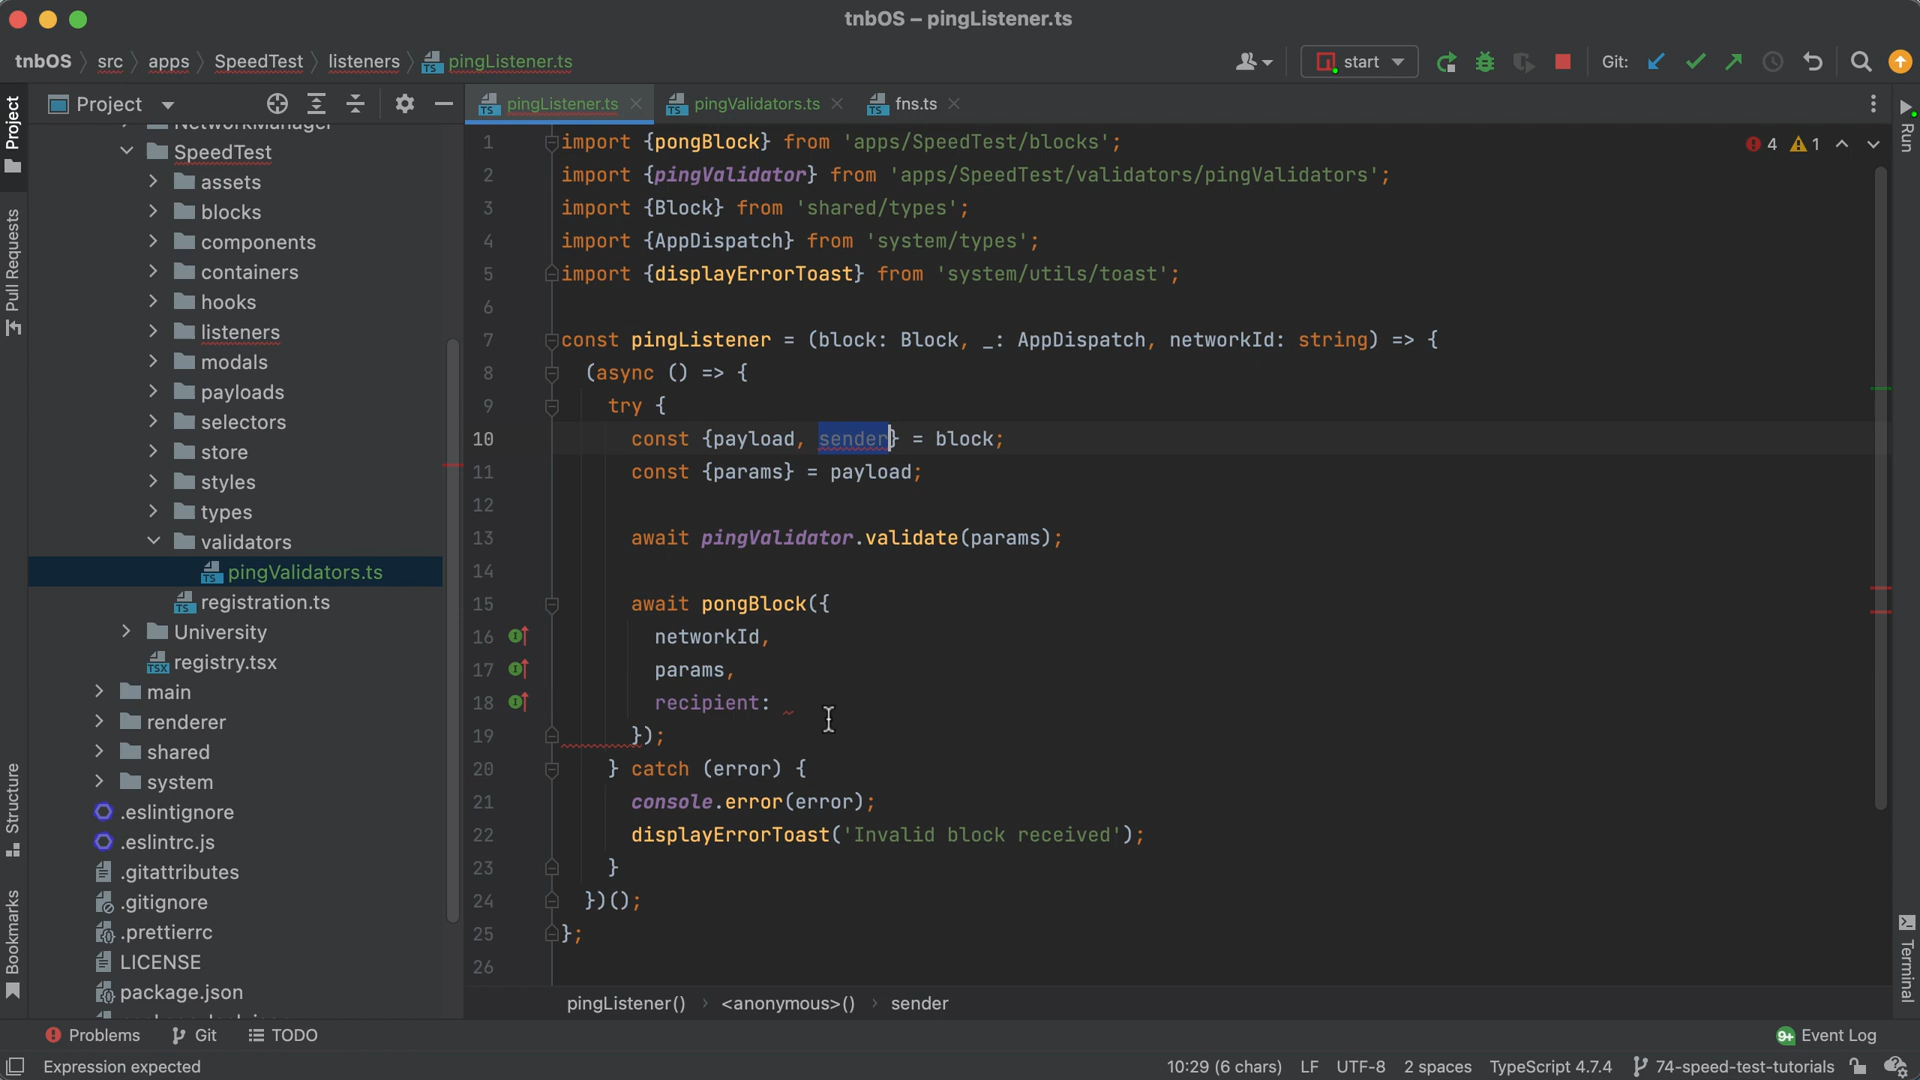 tnbOS – pingListener.ts
tnbOS src apps SpeedTest listeners pingListener.ts
start
Git:
Project
pingListener.ts
pingValidators.ts
fns.ts
Project
Pull Requests
Structure
Bookmarks
Run
Terminal
NetworkManager
SpeedTest
assets
blocks
components
containers
hooks
listeners
modals
payloads
selectors
store
styles
types
validators
pingValidators.ts
registration.ts
University
registry.tsx
main
renderer
shared
system
.eslintignore
.eslintrc.js
.gitattributes
.gitignore
.prettierrc
LICENSE
package.json
4 1
1 import {pongBlock} from 'apps/SpeedTest/blocks';
2 import {pingValidator} from 'apps/SpeedTest/validators/pingValidators';
3 import {Block} from 'shared/types';
4 import {AppDispatch} from 'system/types';
5 import {displayErrorToast} from 'system/utils/toast';
6
7 const pingListener = (block: Block, _: AppDispatch, networkId: string) => {
8 (async () => {
9 try {
10 const {payload, sender} = block;
11 const {params} = payload;
12
13 await pingValidator.validate(params);
14
15 await pongBlock({
16 networkId,
17 params,
18 recipient:
19 });
20 } catch (error) {
21 console.error(error);
22 displayErrorToast('Invalid block received');
23 }
24 })();
25 };
26
pingListener() <anonymous>() sender
Problems Git TODO
9+ Event Log
Expression expected
10:29 (6 chars) LF UTF-8 2 spaces TypeScript 4.7.4 74-speed-test-tutorials